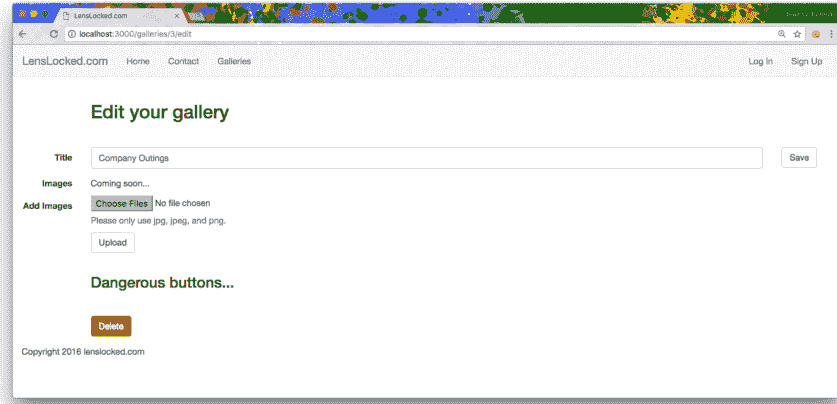 LensLocked.com
localhost:3000/galleries/3/edit
LensLocked.com Home Contact Galleries Log In Sign Up
Edit your gallery
Title Company Outings Save
Images Coming soon...
Add Images Choose Files No file chosen
Please only use jpg, jpeg, and png.
Upload
Dangerous buttons...
Delete
Copyright 2016 lenslocked.com